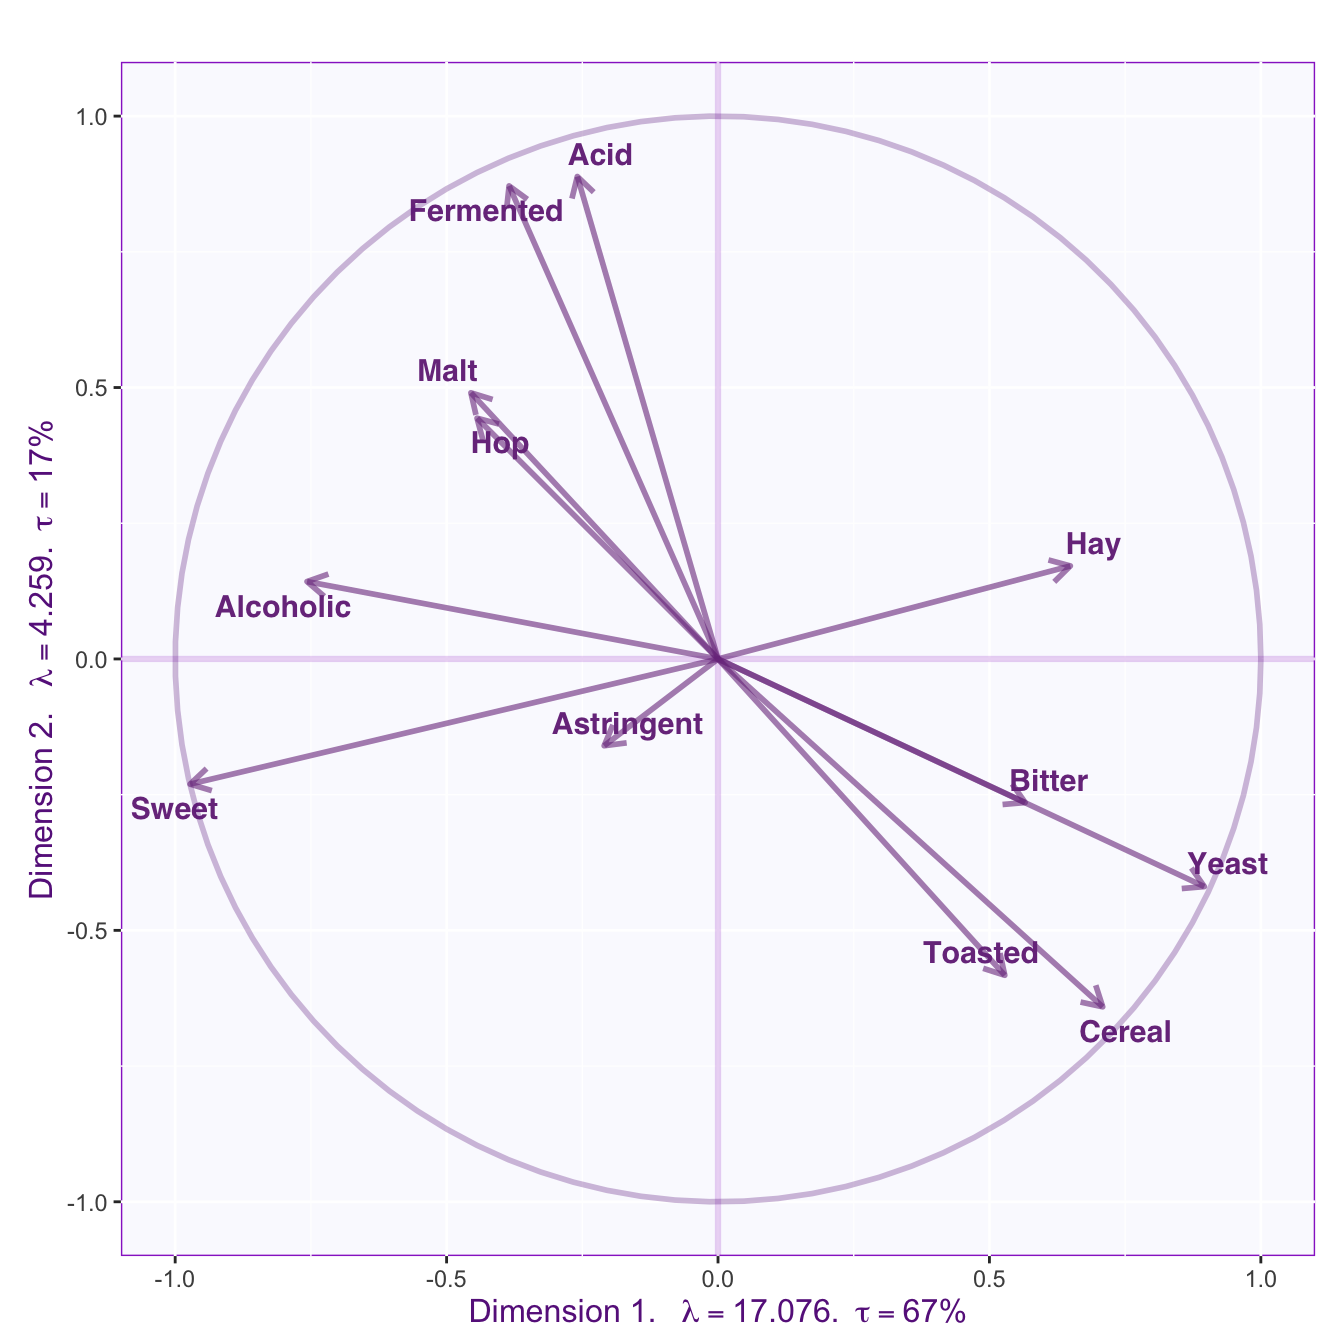 1.0
Acid
Fermented
Malt
0.5
Hop
Hay
Alcoholic
0.0
Astringent
Bitter
Sweet
Yeast
-0.5
Toasted
Cereal
-1.0
-1.0 -0.5 0.0 0.5 1.0
Dimension 1. λ = 17.076. τ = 67%
Dimension 2. λ = 4.259. τ = 17%